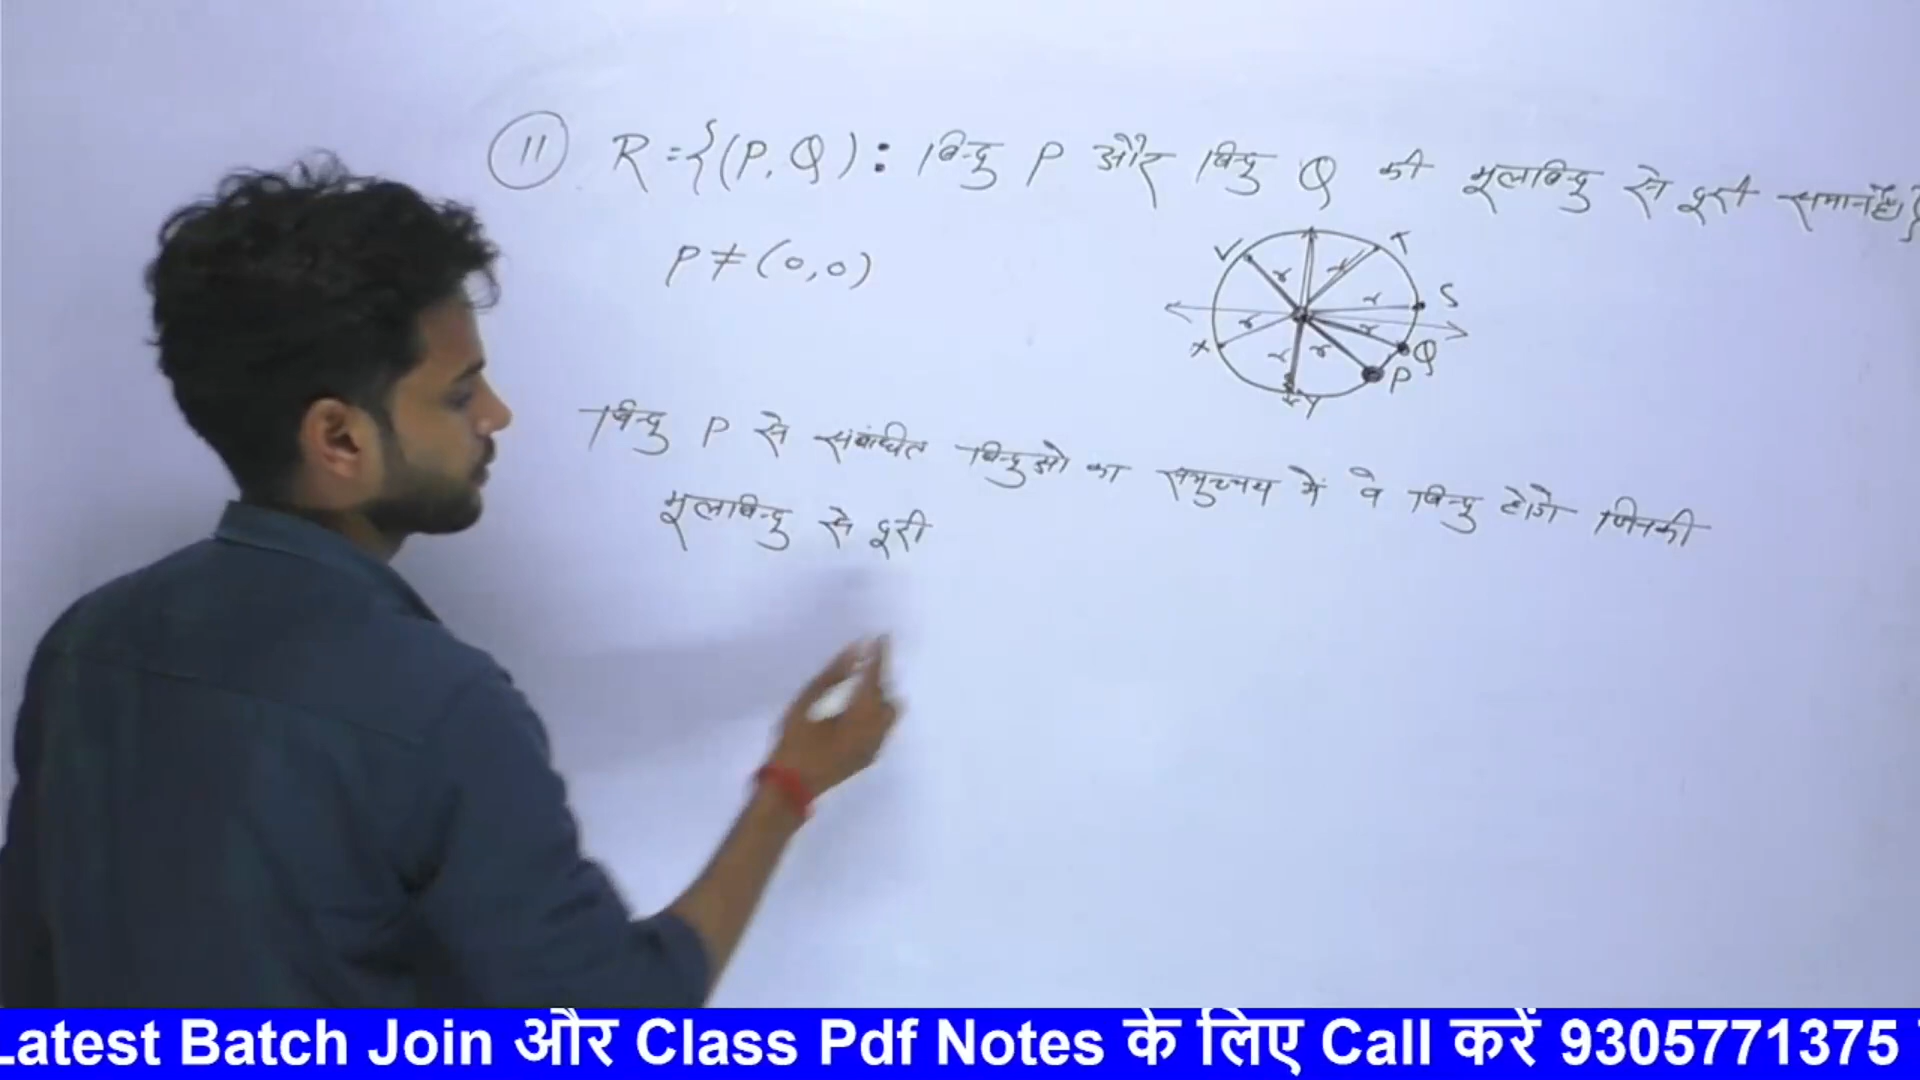 11 R = {(P, Q) : बिन्दु P और बिन्दु Q की मूलबिन्दु से दूरी समान है।}
P ≠ (0,0)
V T
r r
r S
r r
X r r Q
P
Y
बिन्दु P से संबंधित बिन्दुओ का समुच्चय में वे बिन्दु होंगे जिनकी
मूलबिन्दु से दूरी
Latest Batch Join और Class Pdf Notes के लिए Call करें 9305771375